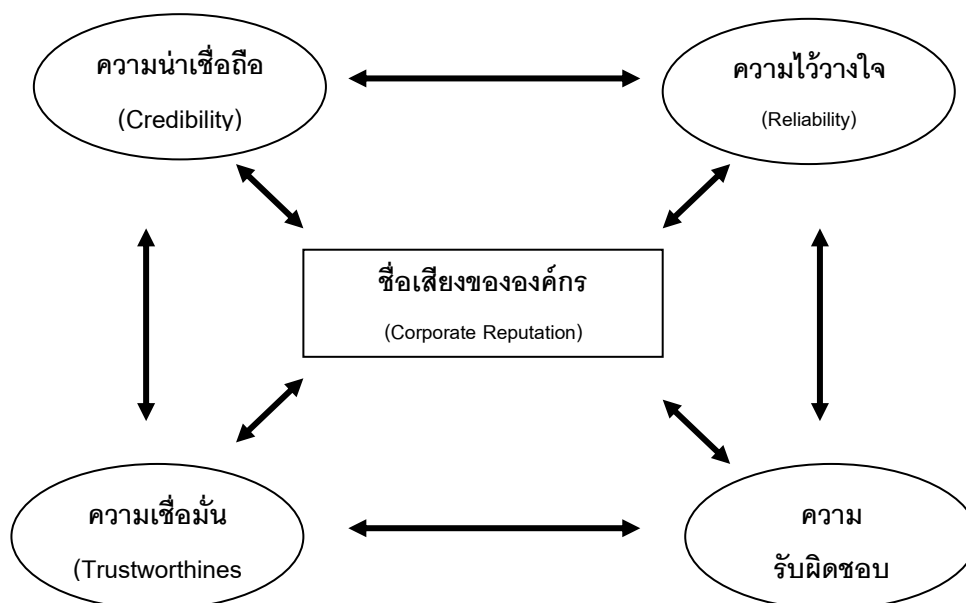 ความน่าเชื่อถือ
(Credibility)
ความไว้วางใจ
(Reliability)
ชื่อเสียงขององค์กร
(Corporate Reputation)
ความเชื่อมั่น
(Trustworthines
ความ
รับผิดชอบ